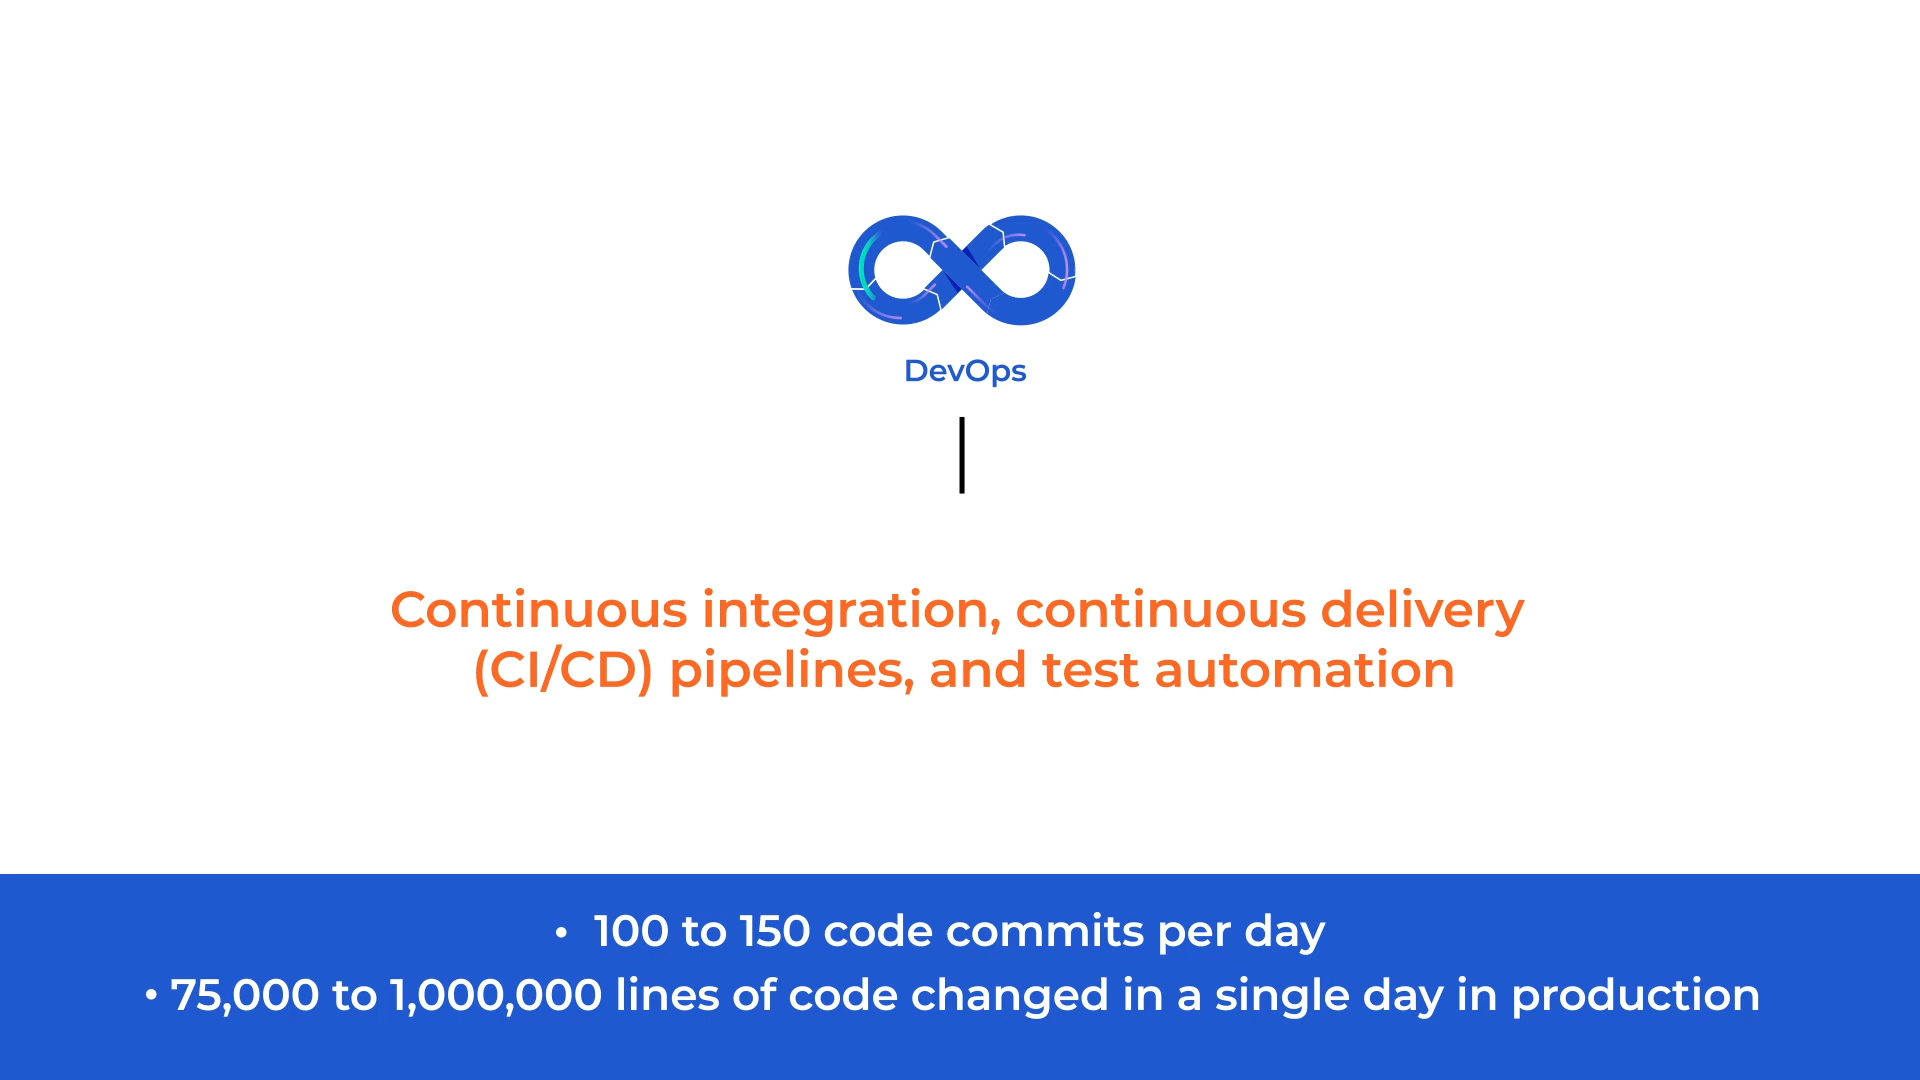 DevOps
Continuous integration, continuous delivery
(CI/CD) pipelines, and test automation
• 100 to 150 code commits per day
• 75,000 to 1,000,000 lines of code changed in a single day in production